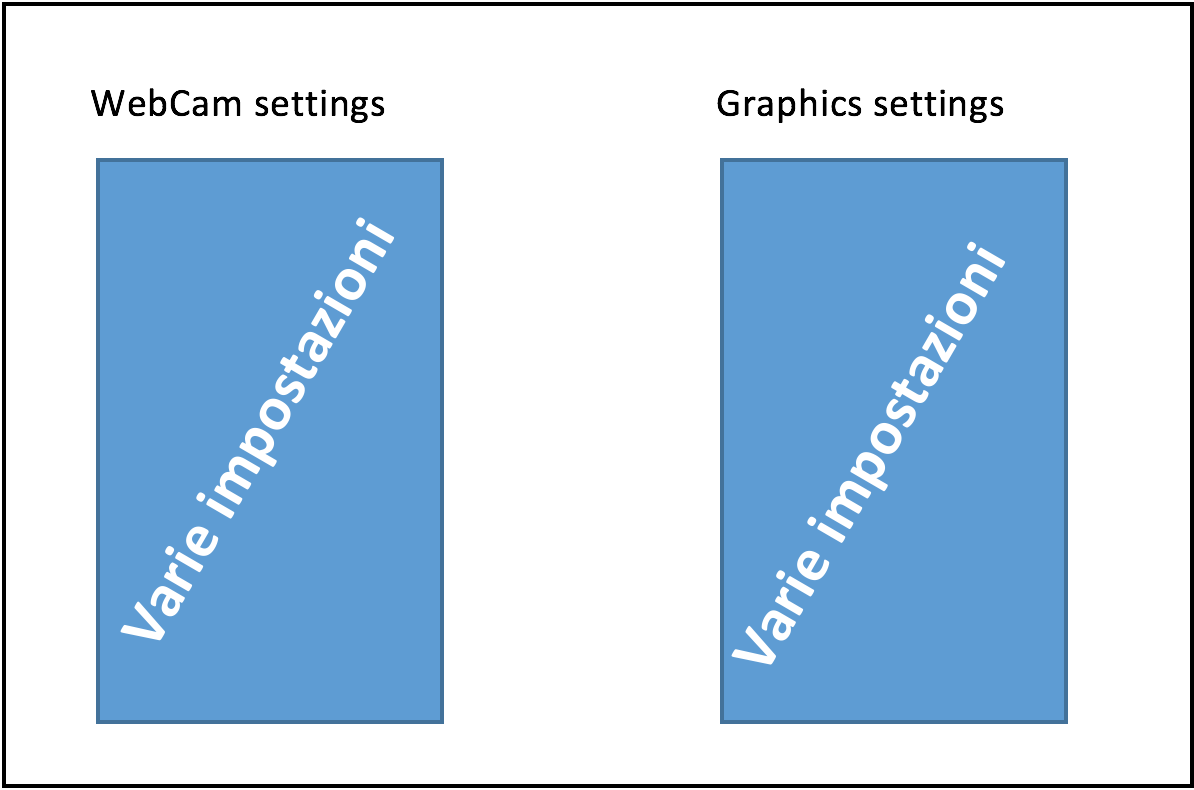 WebCam settings
Graphics settings
Varie impostazioni
Varie impostazioni